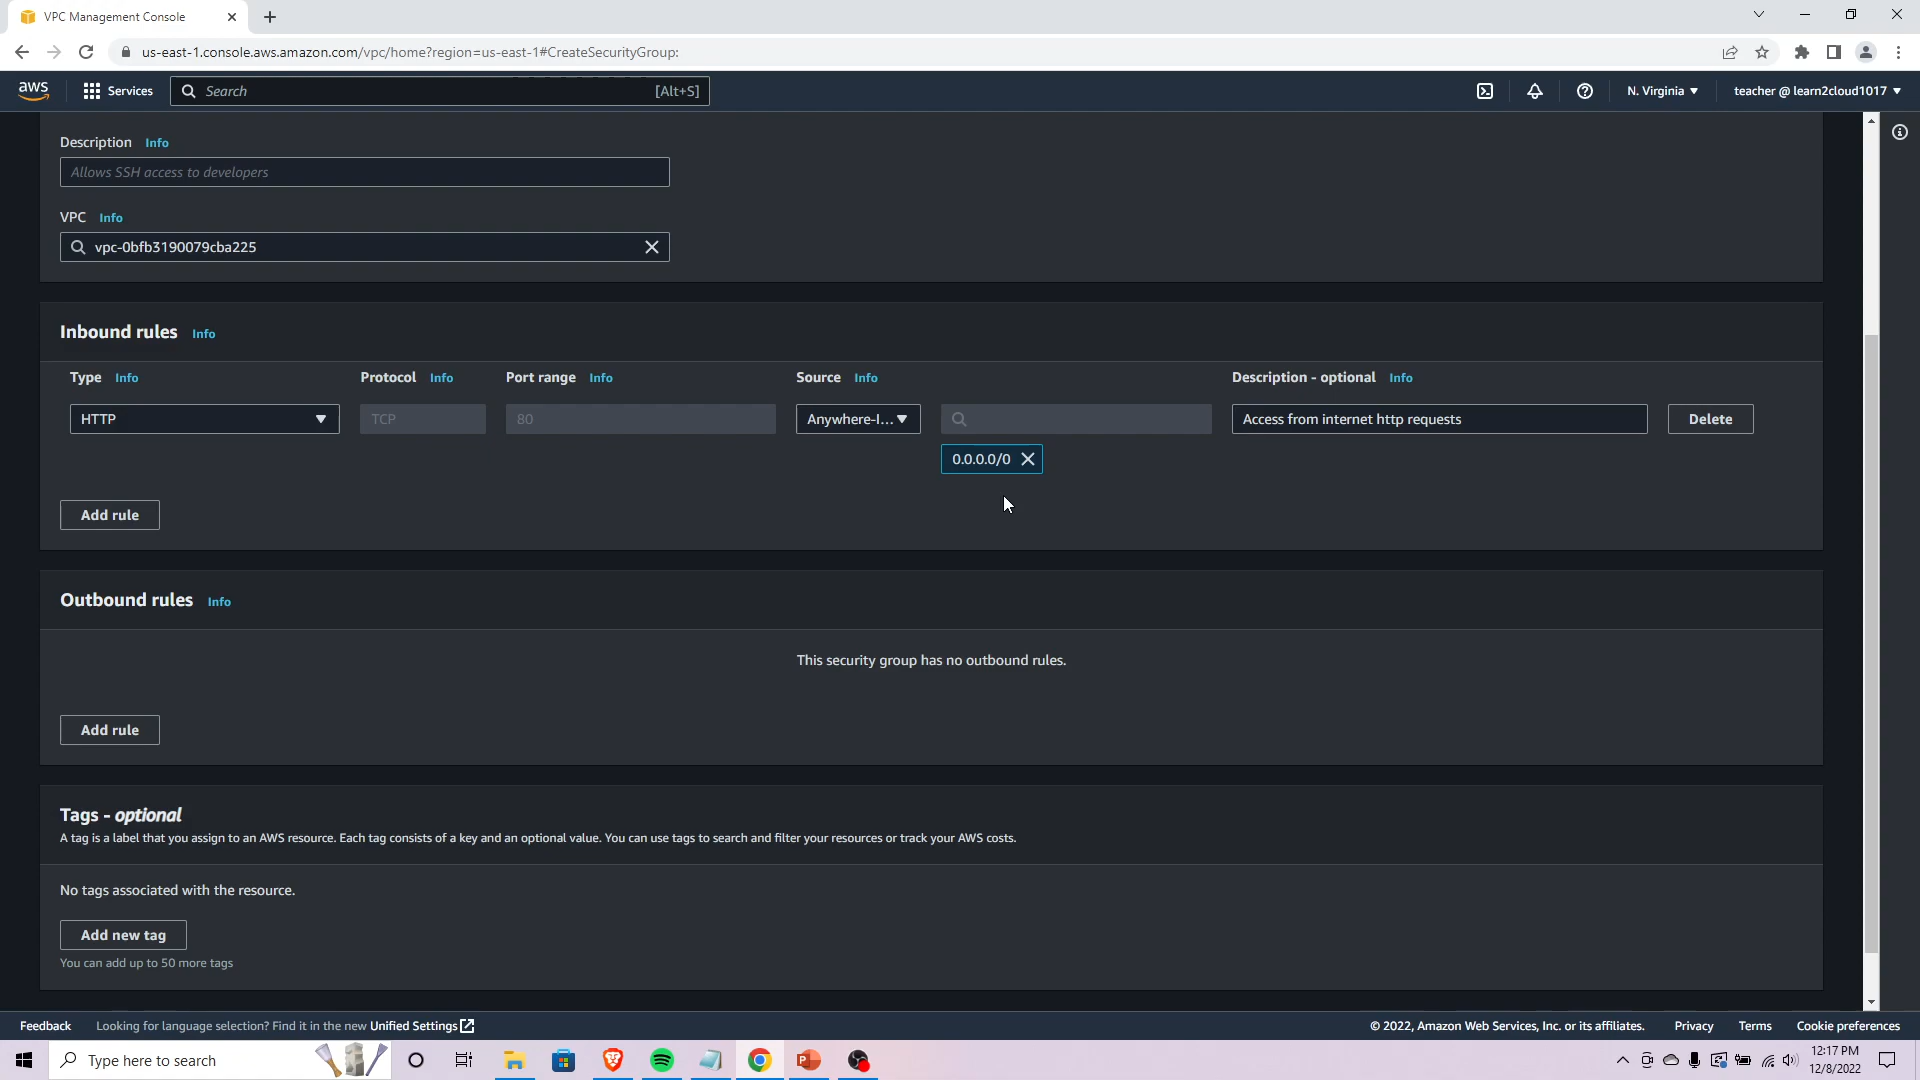 VPC Management Console
us-east-1.console.aws.amazon.com/vpc/home?region=us-east-1#CreateSecurityGroup:
aws Services Search [Alt+S] N. Virginia teacher @ learn2cloud1017
Description Info
Allows SSH access to developers
VPC Info
vpc-0bfb3190079cba225
Inbound rules Info
Type Info Protocol Info Port range Info Source Info Description - optional Info
HTTP TCP 80 Anywhere-I... Access from internet http requests Delete
0.0.0.0/0
Add rule
Outbound rules Info
This security group has no outbound rules.
Add rule
Tags - optional
A tag is a label that you assign to an AWS resource. Each tag consists of a key and an optional value. You can use tags to search and filter your resources or track your AWS costs.
No tags associated with the resource.
Add new tag
You can add up to 50 more tags
Feedback Looking for language selection? Find it in the new Unified Settings © 2022, Amazon Web Services, Inc. or its affiliates. Privacy Terms Cookie preferences
Type here to search 12:17 PM
12/8/2022